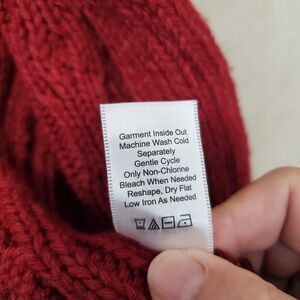 Garment Inside Out
Machine Wash Cold
Separately
Gentle Cycle
Only Non-Chlorine
Bleach When Needed
Reshape, Dry Flat
Low Iron As Needed